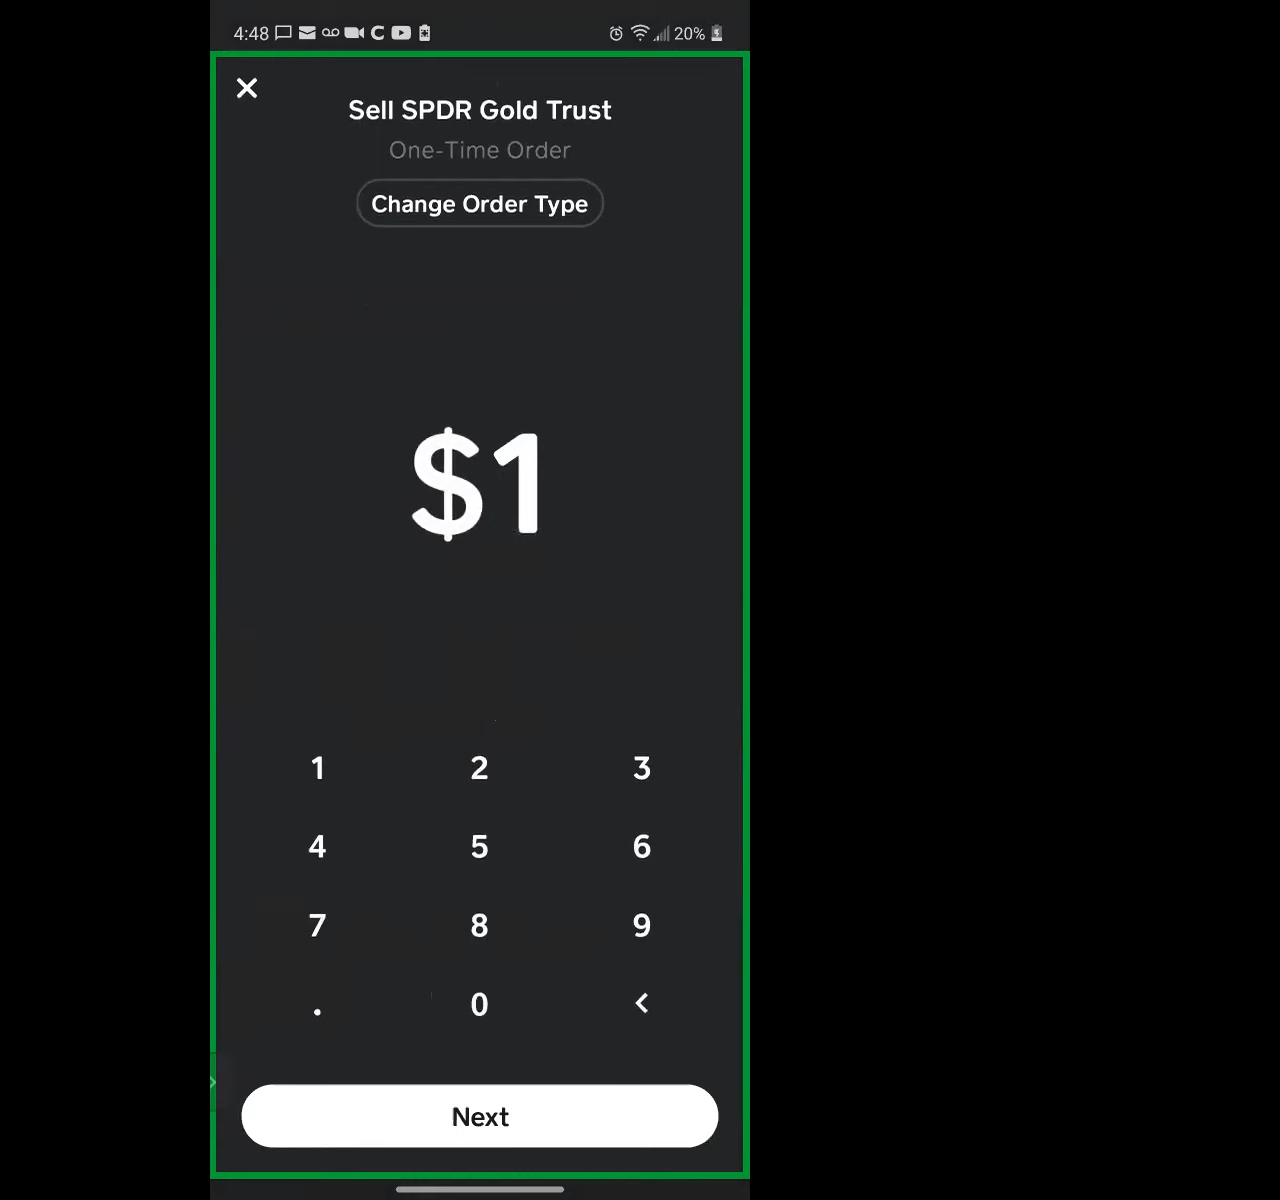 4:48 20%
Sell SPDR Gold Trust
One-Time Order
Change Order Type
$1
1 2 3
4 5 6
7 8 9
. 0 <
Next